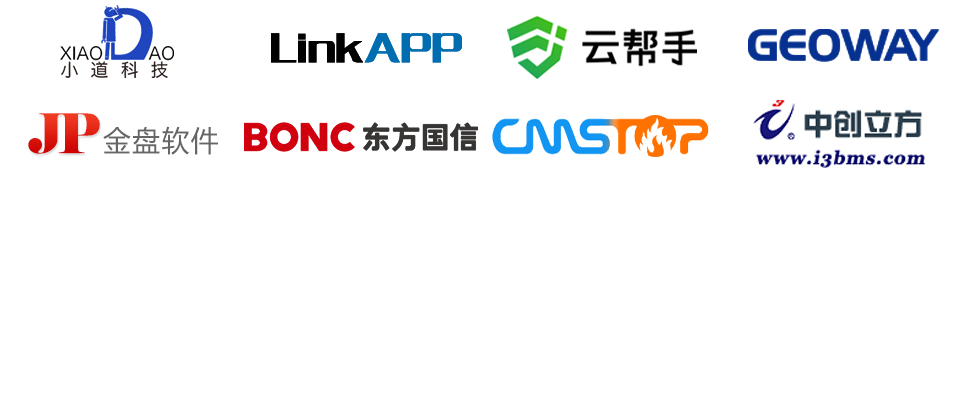 XIAO DAO
小道科技
LinkAPP
云帮手
GEOWAY
JP 金盘软件
BONC 东方国信
CMSTOP
中创立方
www.i3bms.com